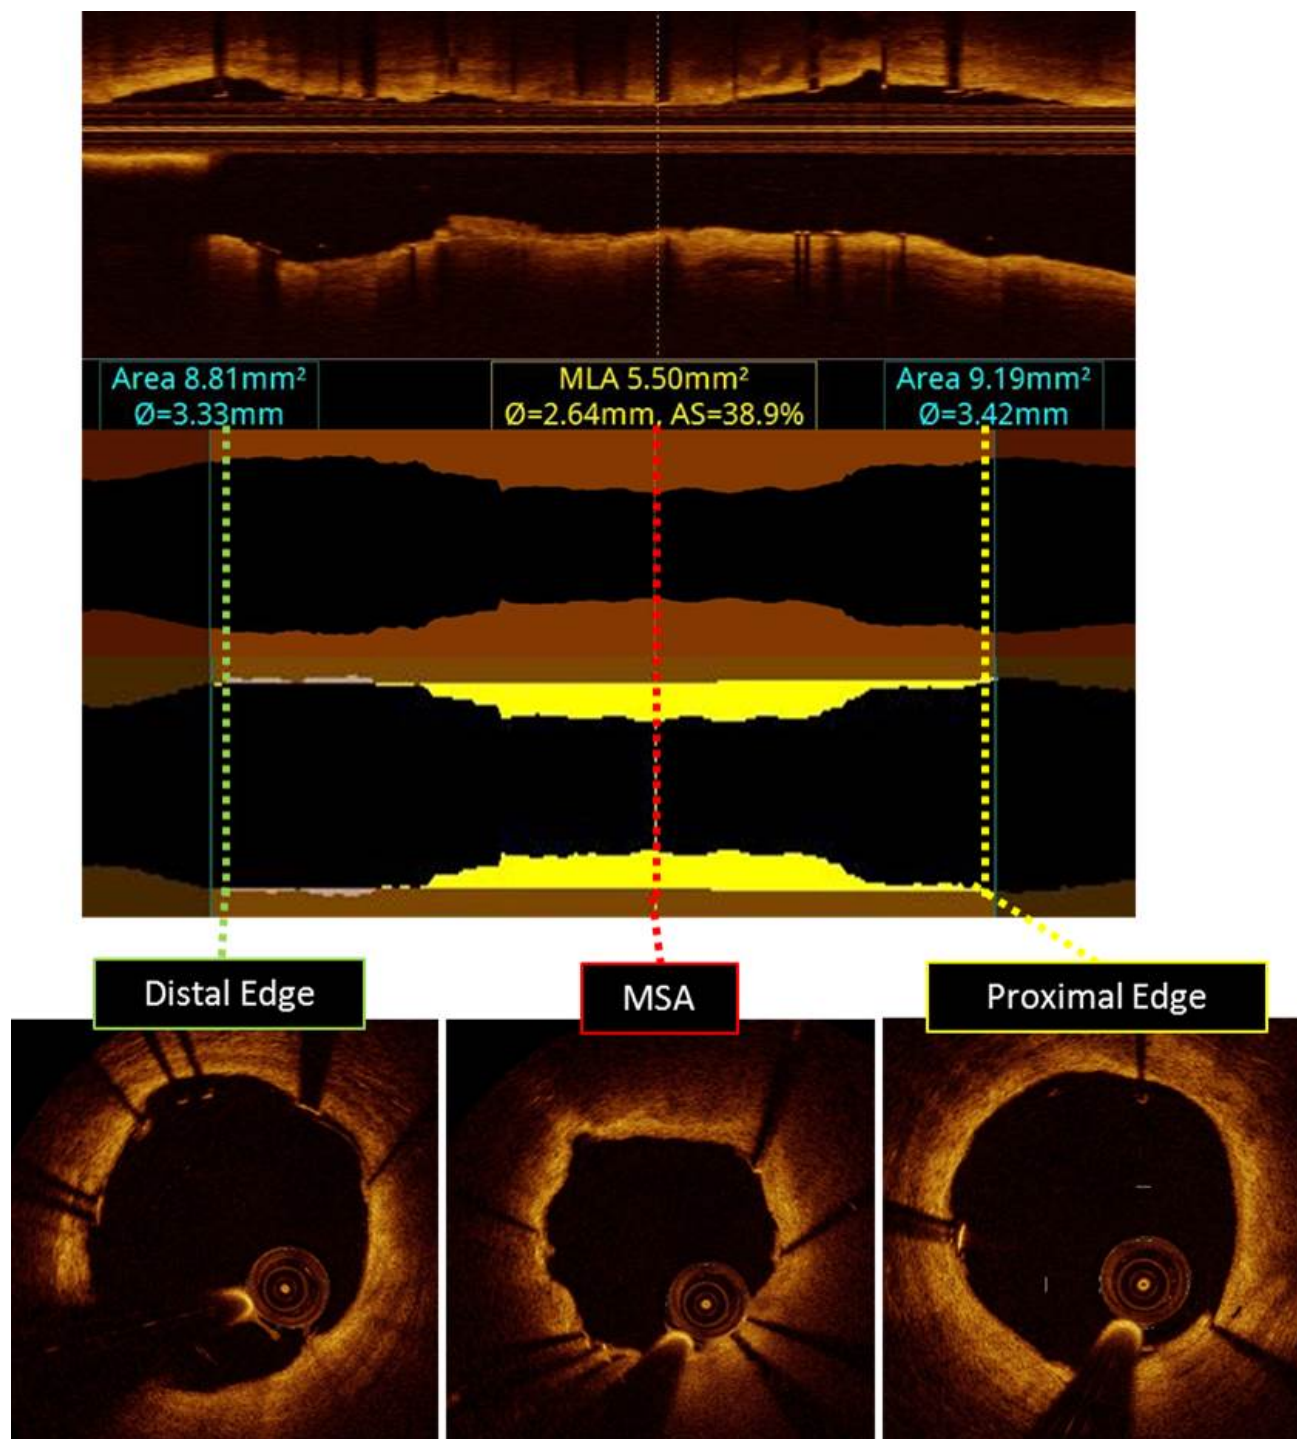 Area 8.81mm²
Ø=3.33mm
MLA 5.50mm²
Ø=2.64mm, AS=38.9%
Area 9.19mm²
Ø=3.42mm
Distal Edge
MSA
Proximal Edge